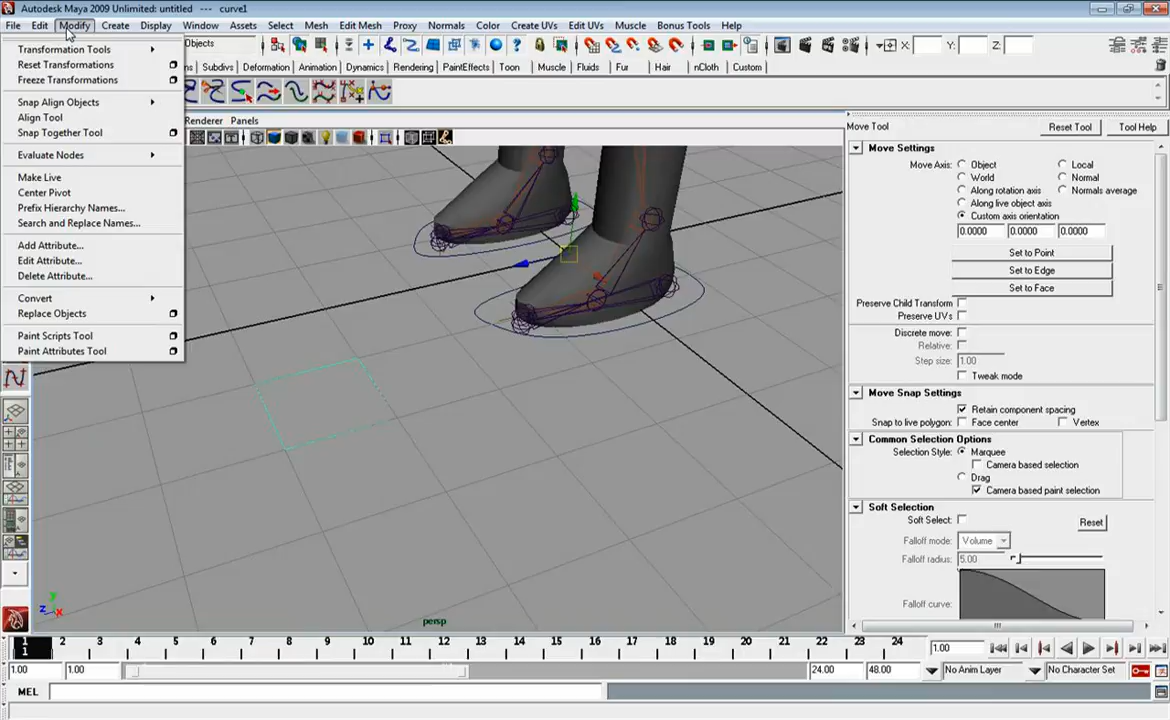 Autodesk Maya 2009 Unlimited: untitled --- curve1
File Edit Modify Create Display Window Assets Select Mesh Edit Mesh Proxy Normals Color Create UVs Edit UVs Muscle Bonus Tools Help
Objects X: Y: Z:
Subdivs Deformation Animation Dynamics Rendering PaintEffects Toon Muscle Fluids Fur Hair nCloth Custom
Renderer Panels
Transformation Tools
Reset Transformations
Freeze Transformations
Snap Align Objects
Align Tool
Snap Together Tool
Evaluate Nodes
Make Live
Center Pivot
Prefix Hierarchy Names...
Search and Replace Names...
Add Attribute...
Edit Attribute...
Delete Attribute...
Convert
Replace Objects
Paint Scripts Tool
Paint Attributes Tool
Move Tool Reset Tool Tool Help
Move Settings
Move Axis: Object Local
World Normal
Along rotation axis Normals average
Along live object axis
Custom axis orientation
0.0000 0.0000 0.0000
Set to Point
Set to Edge
Set to Face
Preserve Child Transform
Preserve UVs
Discrete move:
Relative:
Step size: 1.00
Tweak mode
Move Snap Settings
Retain component spacing
Snap to live polygon: Face center Vertex
Common Selection Options
Selection Style: Marquee
Camera based selection
Drag
Camera based paint selection
Soft Selection
Soft Select: Reset
Falloff mode: Volume
Falloff radius: 5.00
Falloff curve:
y
z x
persp
1 2 3 4 5 6 7 8 9 10 11 12 13 14 15 16 17 18 19 20 21 22 23 24 1.00
1
1.00 1.00 24.00 48.00 No Anim Layer No Character Set
MEL